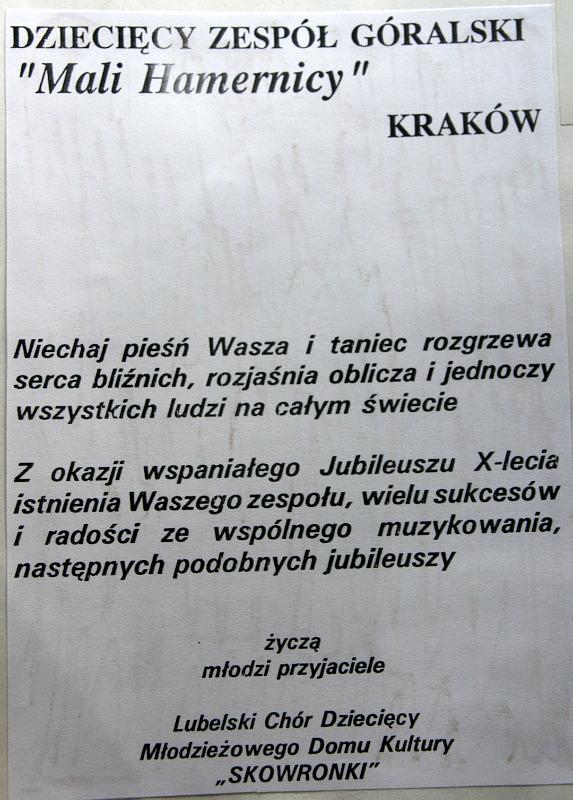 DZIECIĘCY ZESPÓŁ GÓRALSKI
"Mali Hamernicy"
KRAKÓW
Niechaj pieśń Wasza i taniec rozgrzewa
serca bliźnich, rozjaśnia oblicza i jednoczy
wszystkich ludzi na całym świecie
Z okazji wspaniałego Jubileuszu X-lecia
istnienia Waszego zespołu, wielu sukcesów
i radości ze wspólnego muzykowania,
następnych podobnych jubileuszy
życzą
młodzi przyjaciele
Lubelski Chór Dziecięcy
Młodzieżowego Domu Kultury
„SKOWRONKI"